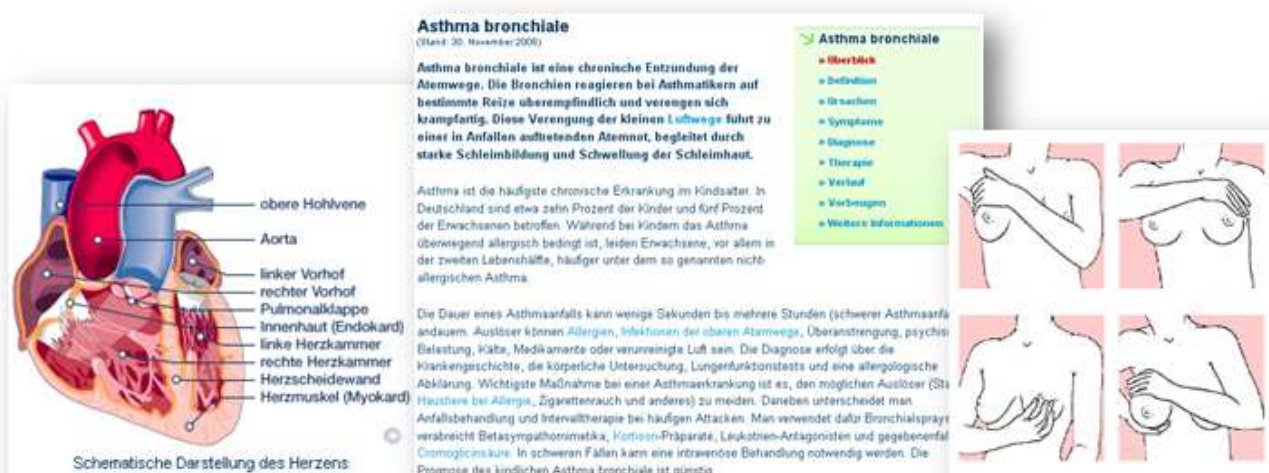 obere Hohlvene
Aorta
linker Vorhof
rechter Vorhof
Pulmonalklappe
Innenhaut (Endokard)
linke Herzkammer
rechte Herzkammer
Herzscheidewand
Herzmuskel (Myokard)
Schematische Darstellung des Herzens
Asthma bronchiale
(Stand: 30. November 2008)
Asthma bronchiale ist eine chronische Entzündung der
Atemwege. Die Bronchien reagieren bei Asthmatikern auf
bestimmte Reize überempfindlich und verengen sich
krampfartig. Diese Verengung der kleinen Luftwege führt zu
einer in Anfällen auftretenden Atemnot, begleitet durch
starke Schleimbildung und Schwellung der Schleimhaut.
Asthma ist die häufigste chronische Erkrankung im Kindsalter. In
Deutschland sind etwa zehn Prozent der Kinder und fünf Prozent
der Erwachsenen betroffen. Während bei Kindern das Asthma
überwiegend allergisch bedingt ist, leiden Erwachsene, vor allem in
der zweiten Lebenshälfte, häufiger unter dem so genannten nicht-
allergischen Asthma.
Die Dauer eines Asthmaanfalls kann wenige Sekunden bis mehrere Stunden (schwerer Asthmaanfa
andauern. Auslöser können Allergien, Infektionen der oberen Atemwege, Überanstrengung, psychis
Belastung, Kälte, Medikamente oder verunreinigte Luft sein. Die Diagnose erfolgt über die
Krankengeschichte, die körperliche Untersuchung, Lungenfunktionstests und eine allergologische
Abklärung. Wichtigste Maßnahme bei einer Asthmaerkrankung ist es, den möglichen Auslöser (Sta
Haustiere bei Allergie, Zigarettenrauch und anderes) zu meiden. Daneben unterscheidet man
Anfallsbehandlung und Intervalltherapie bei häufigen Attacken. Man verwendet dafür Bronchialspray
verabreicht Betasympathomimetika, Kortison-Präparate, Leukotrien-Antagonisten und gegebenenfal
Cromoglicinsäure. In schweren Fällen kann eine intravenöse Behandlung notwendig werden. Die
Prognose des kindlichen Asthma bronchiale ist günstig.
Asthma bronchiale
» Überblick
» Definition
» Ursachen
» Symptome
» Diagnose
» Therapie
» Verlauf
» Vorbeugen
» Weitere Informationen